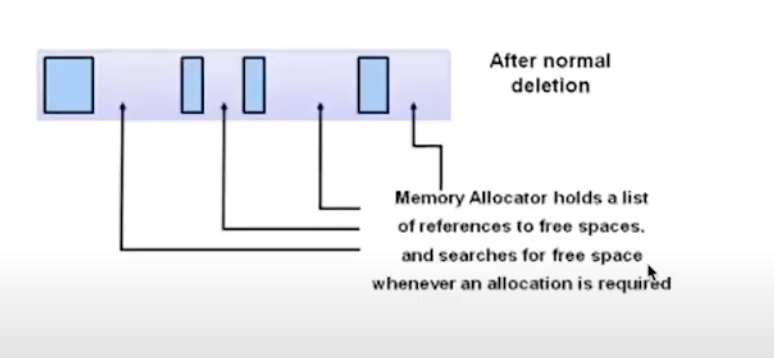 After normal
deletion
Memory Allocator holds a list
of references to free spaces.
and searches for free space
whenever an allocation is required